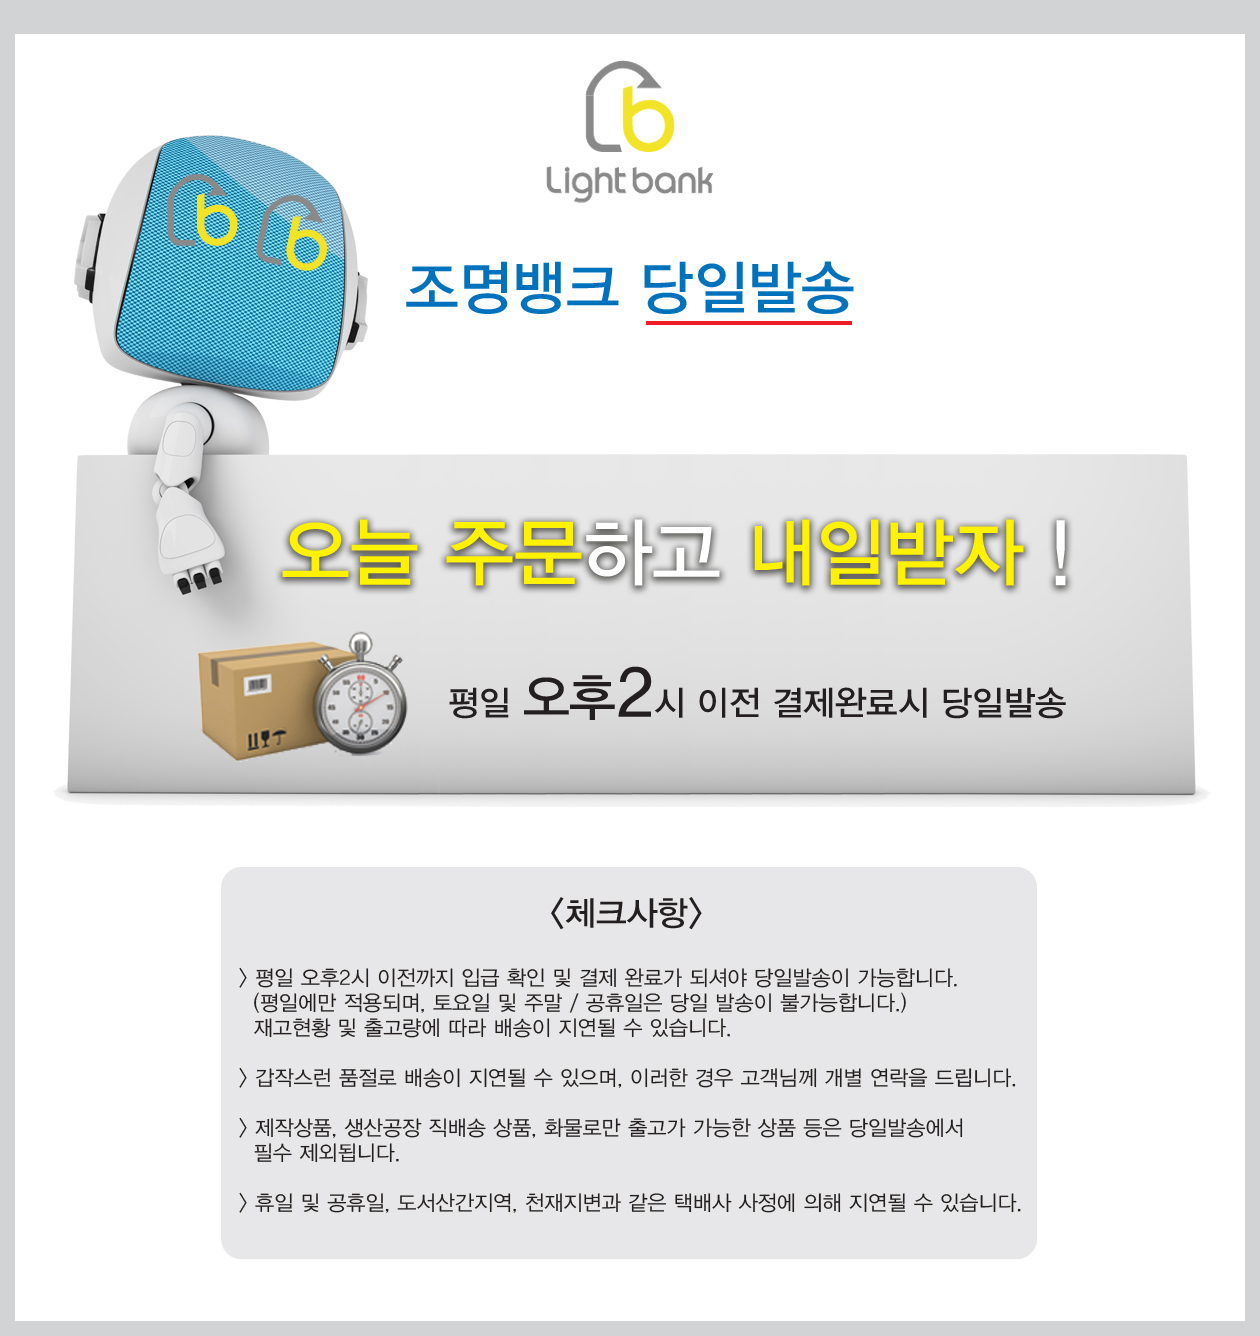 Light bank
조명뱅크 당일발송
오늘 주문하고 내일받자 !
평일 오후2시 이전 결제완료시 당일발송
<체크사항>
> 평일 오후2시 이전까지 입급 확인 및 결제 완료가 되셔야 당일발송이 가능합니다.
(평일에만 적용되며, 토요일 및 주말 / 공휴일은 당일 발송이 불가능합니다.)
재고현황 및 출고량에 따라 배송이 지연될 수 있습니다.
> 갑작스런 품절로 배송이 지연될 수 있으며, 이러한 경우 고객님께 개별 연락을 드립니다.
> 제작상품, 생산공장 직배송 상품, 화물로만 출고가 가능한 상품 등은 당일발송에서
필수 제외됩니다.
> 휴일 및 공휴일, 도서산간지역, 천재지변과 같은 택배사 사정에 의해 지연될 수 있습니다.